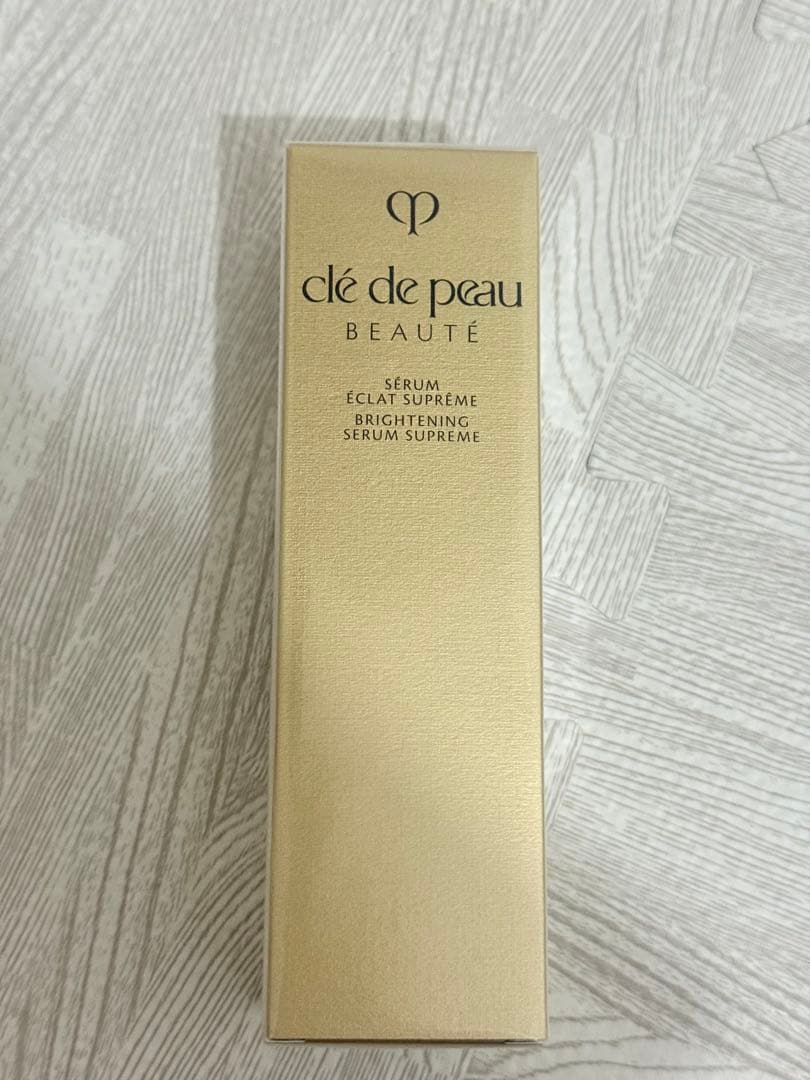 clé de peau
BEAUTÉ
SÉRUM
ÉCLAT SUPRÊME
BRIGHTENING
SERUM SUPREME